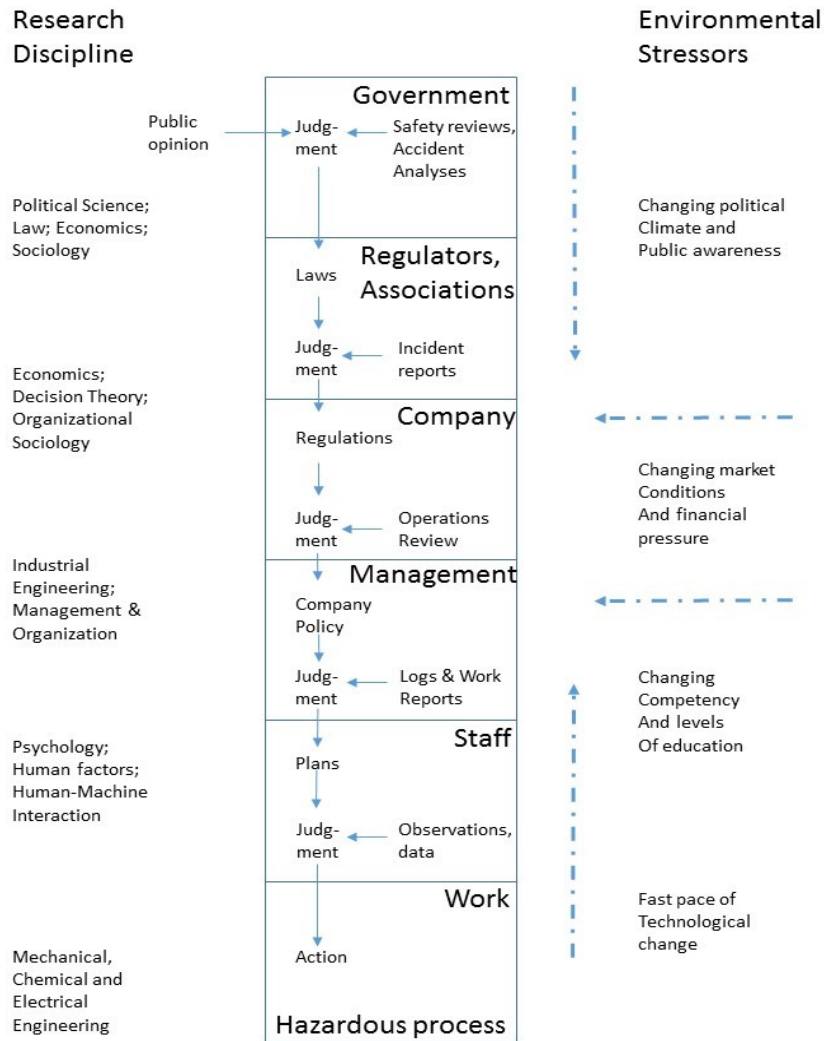 Research
Discipline
Environmental
Stressors
Government
Public
opinion
Judg-
ment
Safety reviews,
Accident
Analyses
Political Science;
Law; Economics;
Sociology
Changing political
Climate and
Public awareness
Regulators,
Associations
Laws
Judg-
ment
Incident
reports
Economics;
Decision Theory;
Organizational
Sociology
Company
Regulations
Changing market
Conditions
And financial
pressure
Judg-
ment
Operations
Review
Industrial
Engineering;
Management &
Organization
Management
Company
Policy
Judg-
ment
Logs & Work
Reports
Changing
Competency
And levels
Of education
Staff
Psychology;
Human factors;
Human-Machine
Interaction
Plans
Judg-
ment
Observations,
data
Work
Fast pace of
Technological
change
Action
Mechanical,
Chemical and
Electrical
Engineering
Hazardous process